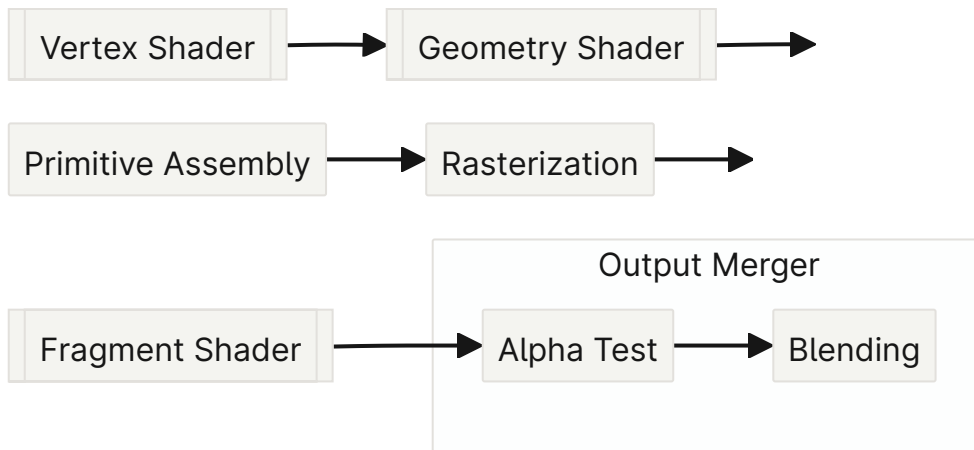 Vertex Shader
Geometry Shader
Primitive Assembly
Rasterization
Output Merger
Fragment Shader
Alpha Test
Blending